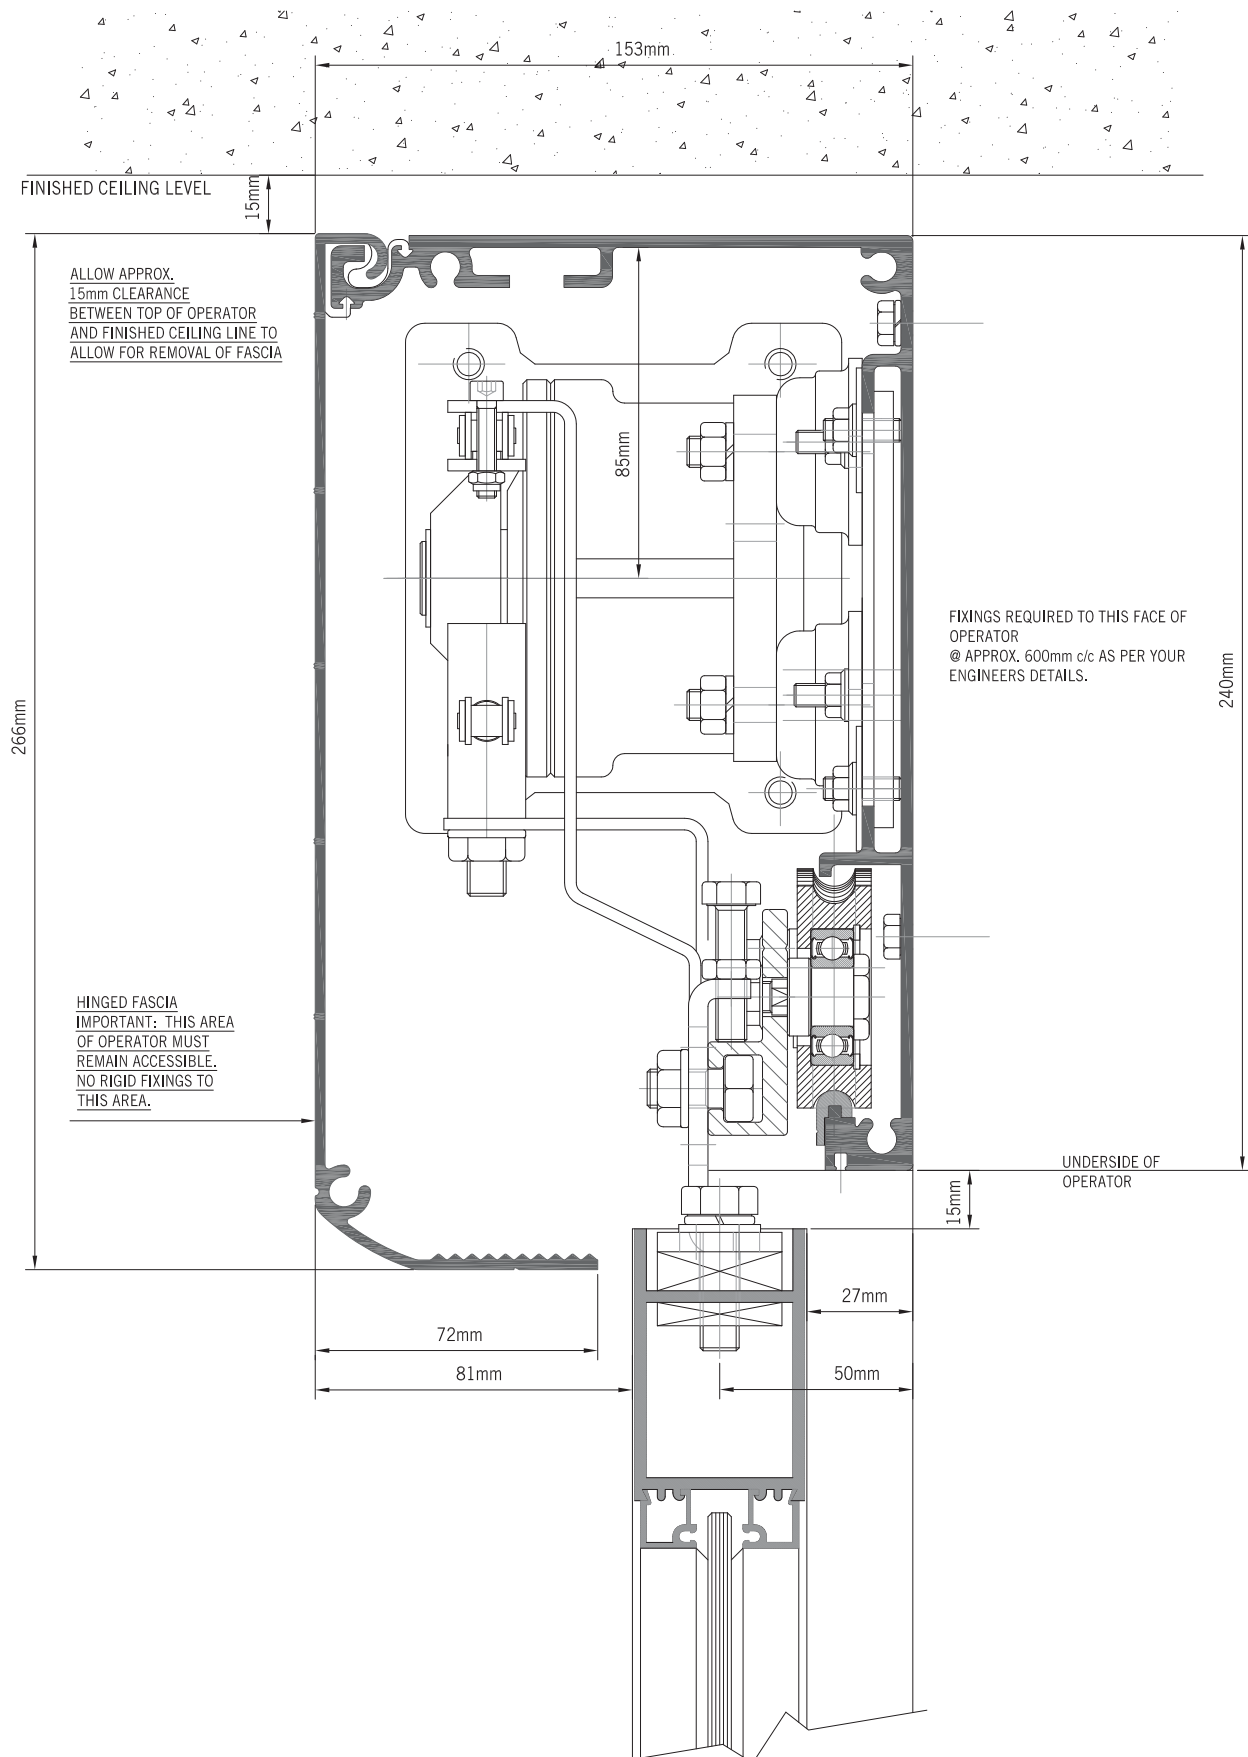 153mm
FINISHED CEILING LEVEL
15mm
ALLOW APPROX.
15mm CLEARANCE
BETWEEN TOP OF OPERATOR
AND FINISHED CEILING LINE TO
ALLOW FOR REMOVAL OF FASCIA
85mm
FIXINGS REQUIRED TO THIS FACE OF
OPERATOR
@ APPROX. 600mm c/c AS PER YOUR
ENGINEERS DETAILS.
240mm
266mm
HINGED FASCIA
IMPORTANT: THIS AREA
OF OPERATOR MUST
REMAIN ACCESSIBLE.
NO RIGID FIXINGS TO
THIS AREA.
UNDERSIDE OF
OPERATOR
15mm
27mm
72mm
81mm
50mm